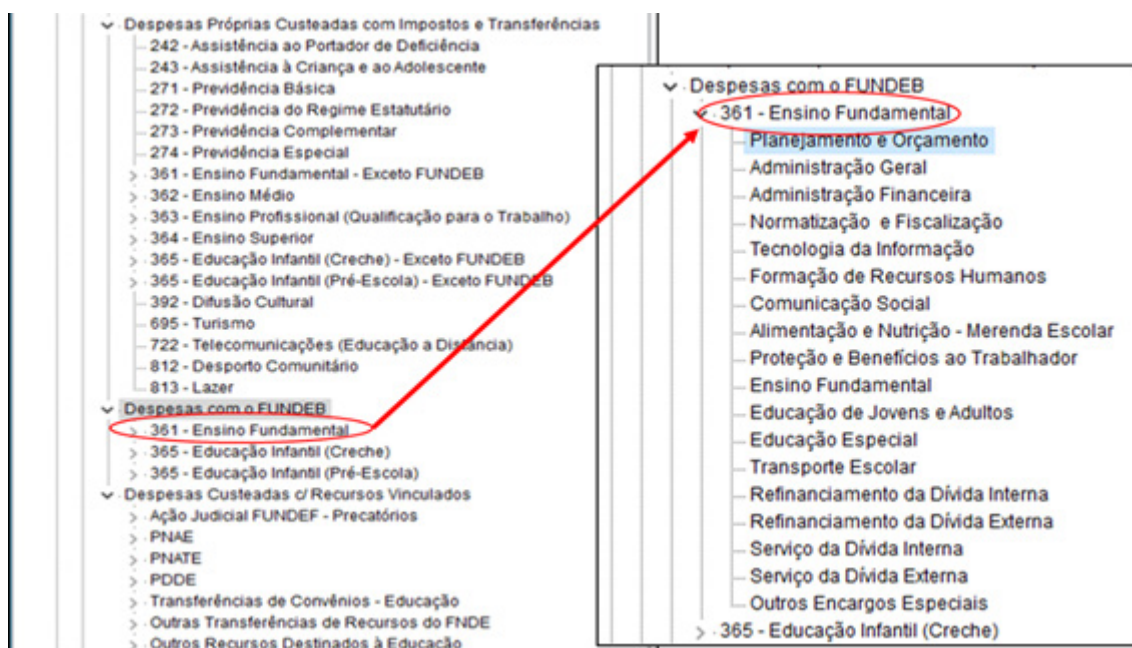 Despesas Próprias Custeadas com Impostos e Transferências
242 - Assistência ao Portador de Deficiência
243 - Assistência à Criança e ao Adolescente
271 - Previdência Básica
272 - Previdência do Regime Estatutário
273 - Previdência Complementar
274 - Previdência Especial
361 - Ensino Fundamental - Exceto FUNDEB
362 - Ensino Médio
363 - Ensino Profissional (Qualificação para o Trabalho)
364 - Ensino Superior
365 - Educação Infantil (Creche) - Exceto FUNDEB
365 - Educação Infantil (Pré-Escola) - Exceto FUNDEB
392 - Difusão Cultural
695 - Turismo
722 - Telecomunicações (Educação a Distância)
812 - Desporto Comunitário
813 - Lazer
Despesas com o FUNDEB
361 - Ensino Fundamental
365 - Educação Infantil (Creche)
365 - Educação Infantil (Pré-Escola)
Despesas Custeadas c/ Recursos Vinculados
Ação Judicial FUNDEF - Precatórios
PNAE
PNATE
PDDE
Transferências de Convênios - Educação
Outras Transferências de Recursos do FNDE
Outros Recursos Destinados à Educação
Despesas com o FUNDEB
361 - Ensino Fundamental
Planejamento e Orçamento
Administração Geral
Administração Financeira
Normatização e Fiscalização
Tecnologia da Informação
Formação de Recursos Humanos
Comunicação Social
Alimentação e Nutrição - Merenda Escolar
Proteção e Benefícios ao Trabalhador
Ensino Fundamental
Educação de Jovens e Adultos
Educação Especial
Transporte Escolar
Refinanciamento da Dívida Interna
Refinanciamento da Dívida Externa
Serviço da Dívida Interna
Serviço da Dívida Externa
Outros Encargos Especiais
365 - Educação Infantil (Creche)